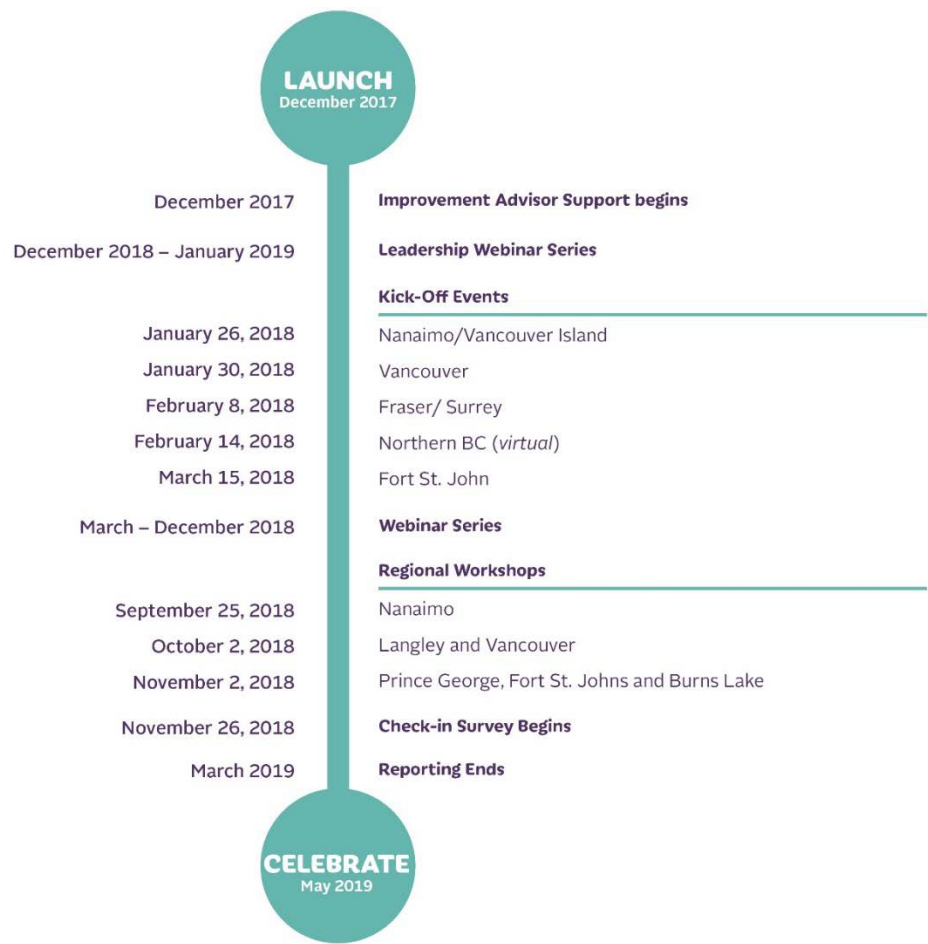 LAUNCH
December 2017
December 2017 Improvement Advisor Support begins
December 2018 – January 2019 Leadership Webinar Series
Kick-Off Events
January 26, 2018 Nanaimo/Vancouver Island
January 30, 2018 Vancouver
February 8, 2018 Fraser/ Surrey
February 14, 2018 Northern BC (virtual)
March 15, 2018 Fort St. John
March – December 2018 Webinar Series
Regional Workshops
September 25, 2018 Nanaimo
October 2, 2018 Langley and Vancouver
November 2, 2018 Prince George, Fort St. Johns and Burns Lake
November 26, 2018 Check-in Survey Begins
March 2019 Reporting Ends
CELEBRATE
May 2019